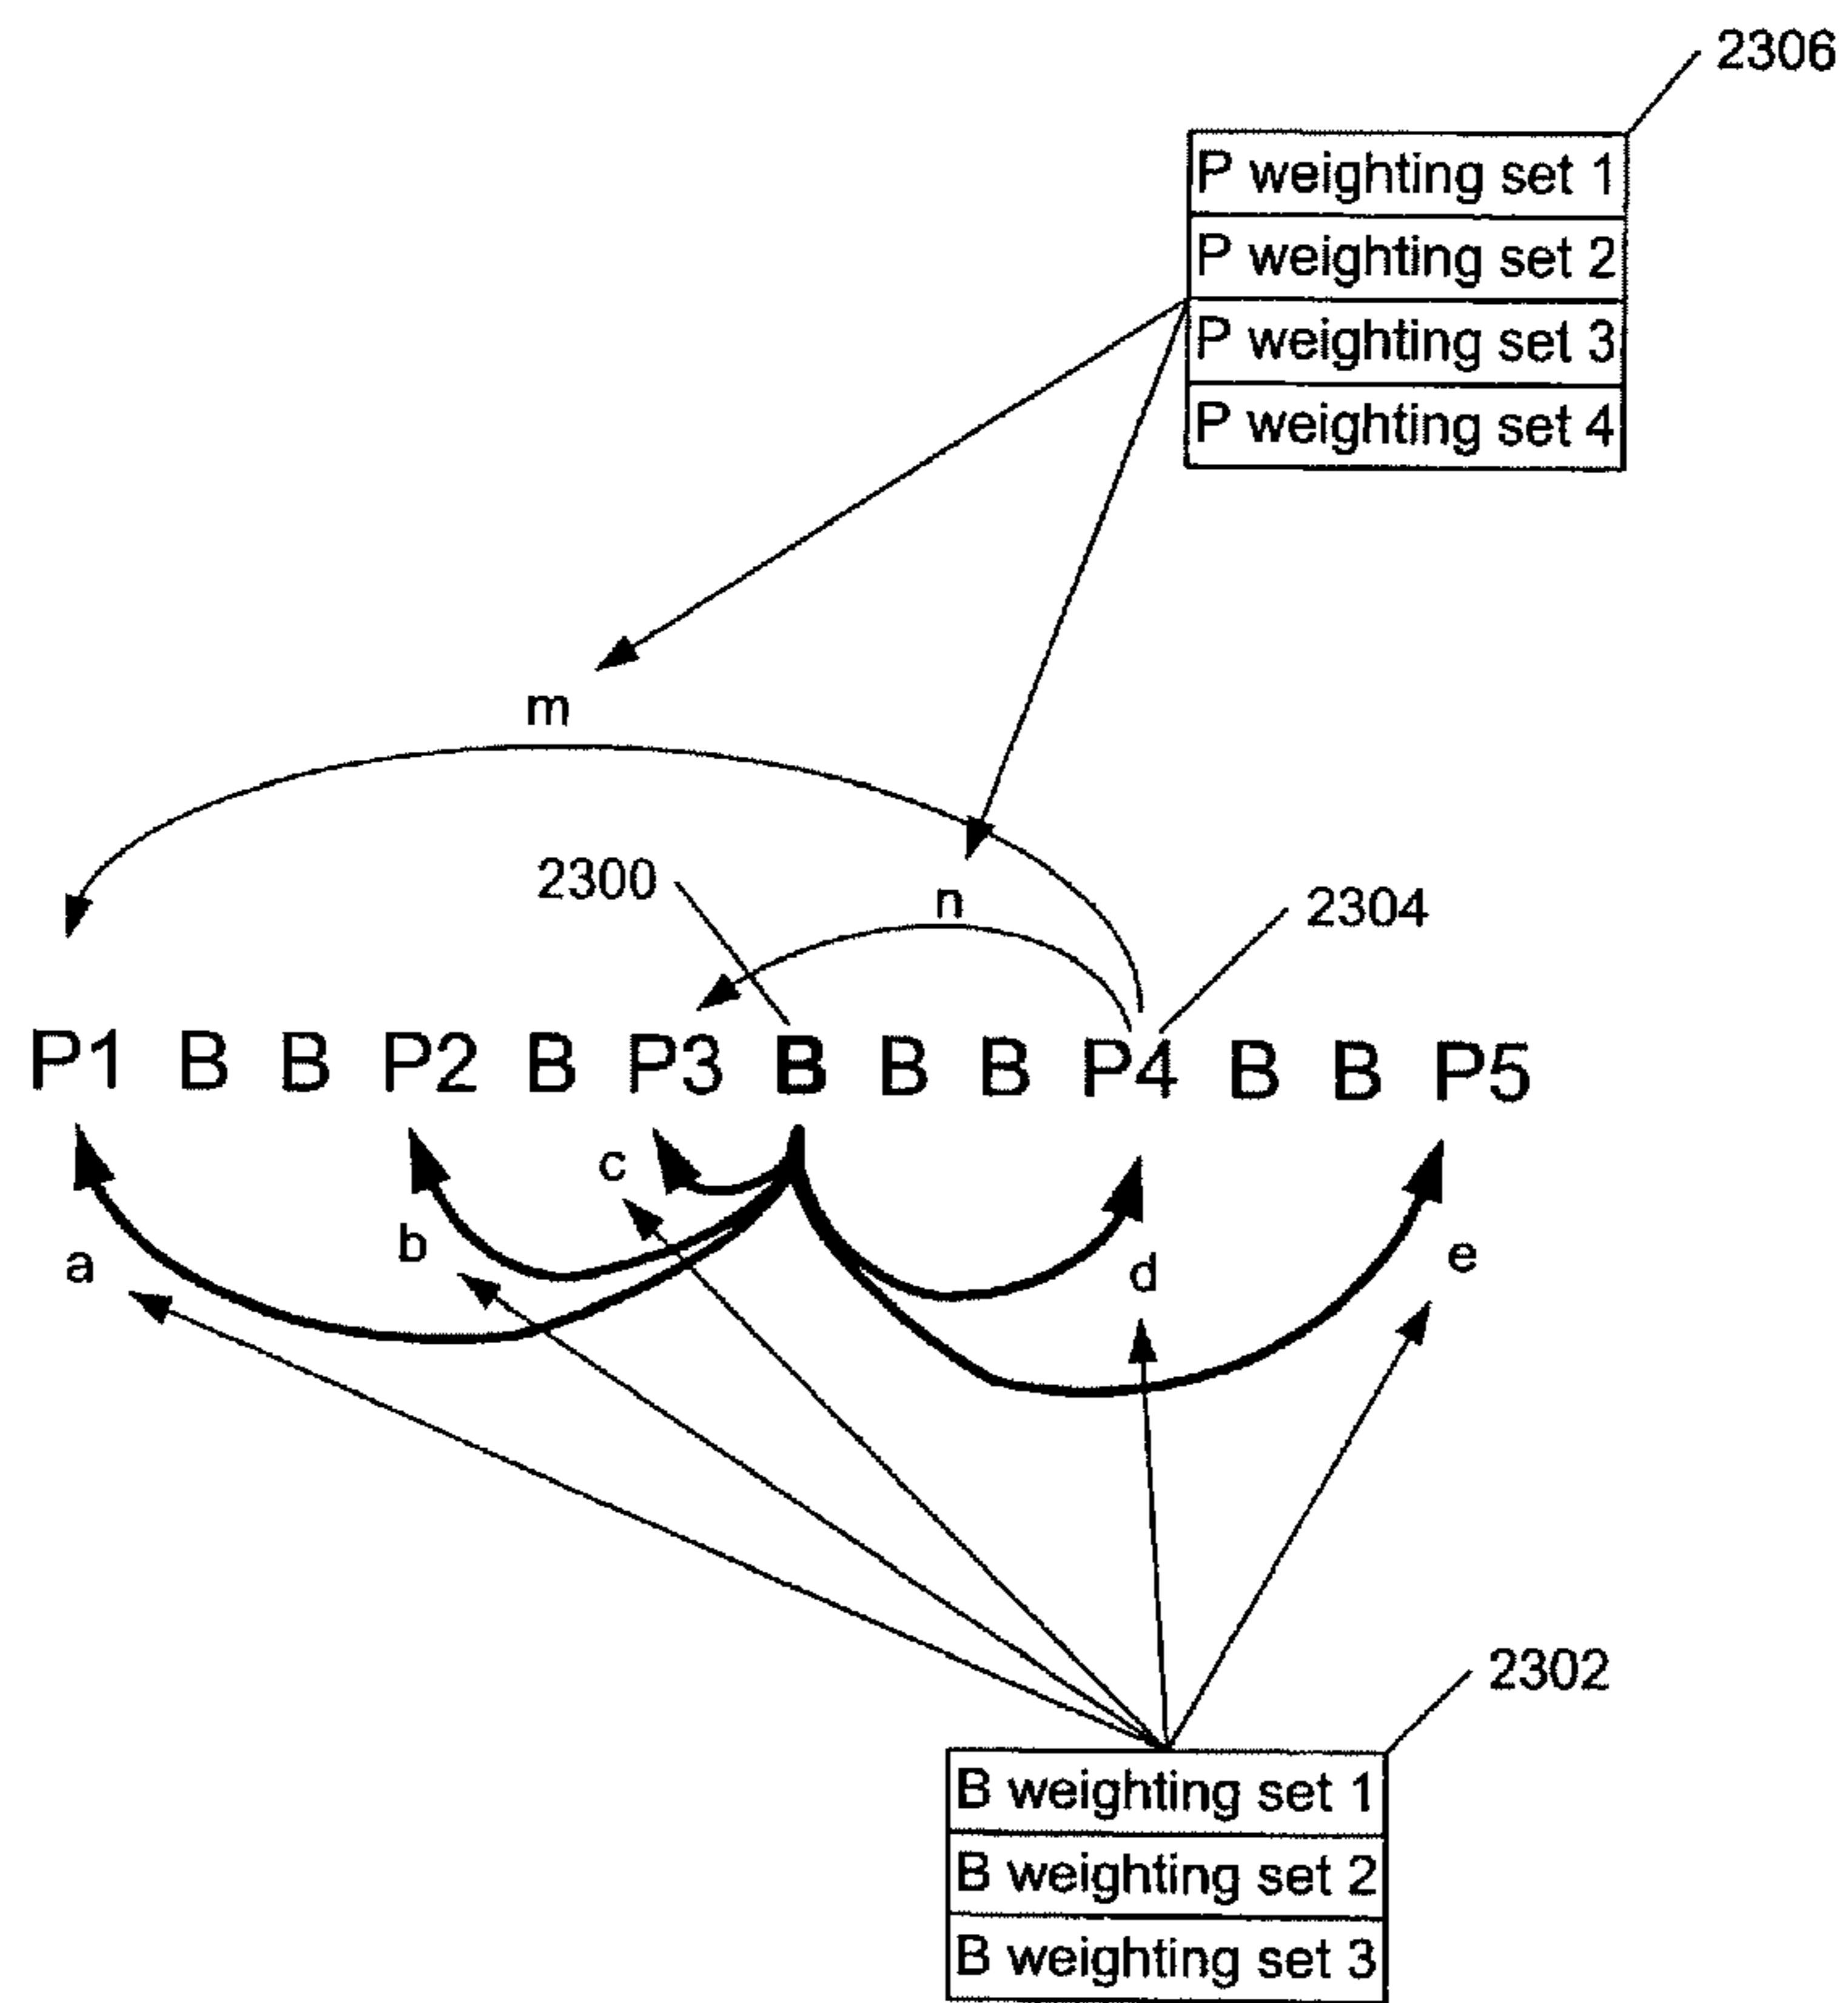 2306
P weighting set 1
P weighting set 2
P weighting set 3
P weighting set 4
m
2300
n
2304
P1 B B P2 B P3 B B B P4 B B P5
c
b
a
d
e
2302
B weighting set 1
B weighting set 2
B weighting set 3